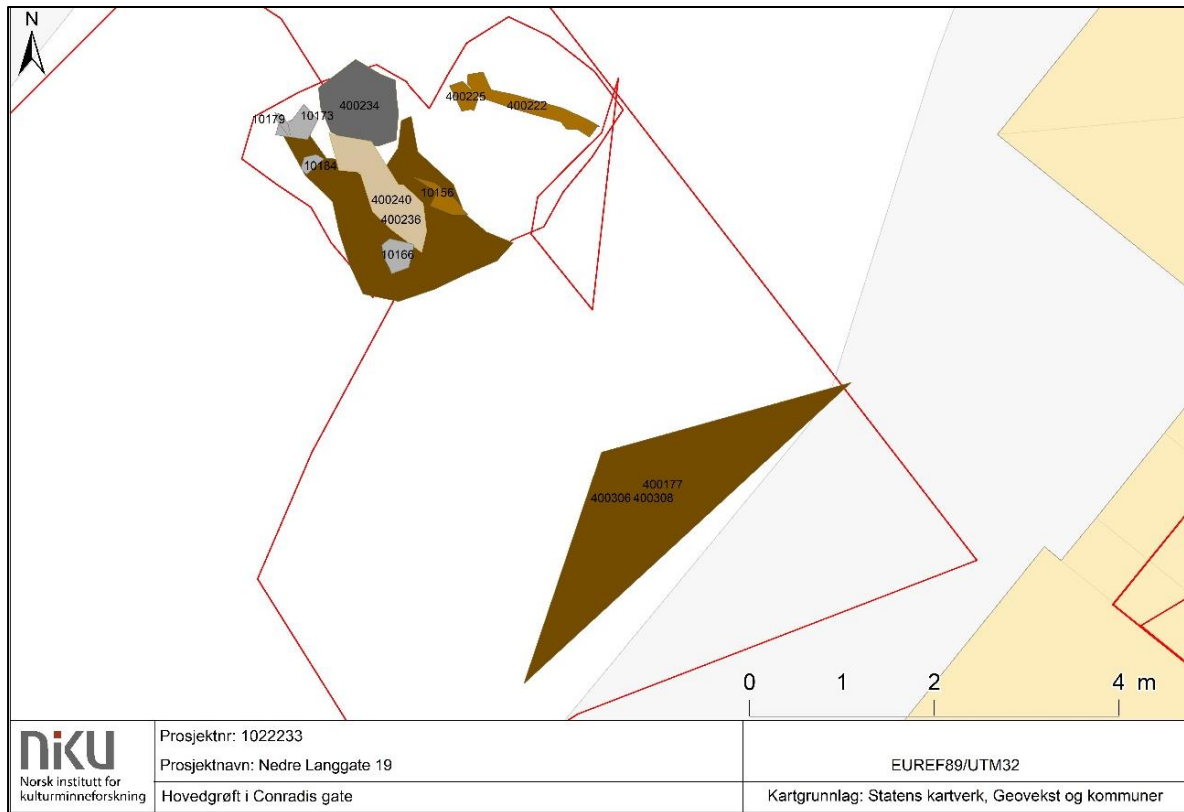 N
400234
10173
10179
10184
400225
400222
10156
400240
400236
10166
400177
400306 400308
0 1 2 4 m
NIKU
Norsk institutt for
kulturminneforskning
Prosjektnr: 1022233
Prosjektnavn: Nedre Langgate 19
Hovedgrøft i Conradis gate
EUREF89/UTM32
Kartgrunnlag: Statens kartverk, Geovekst og kommuner